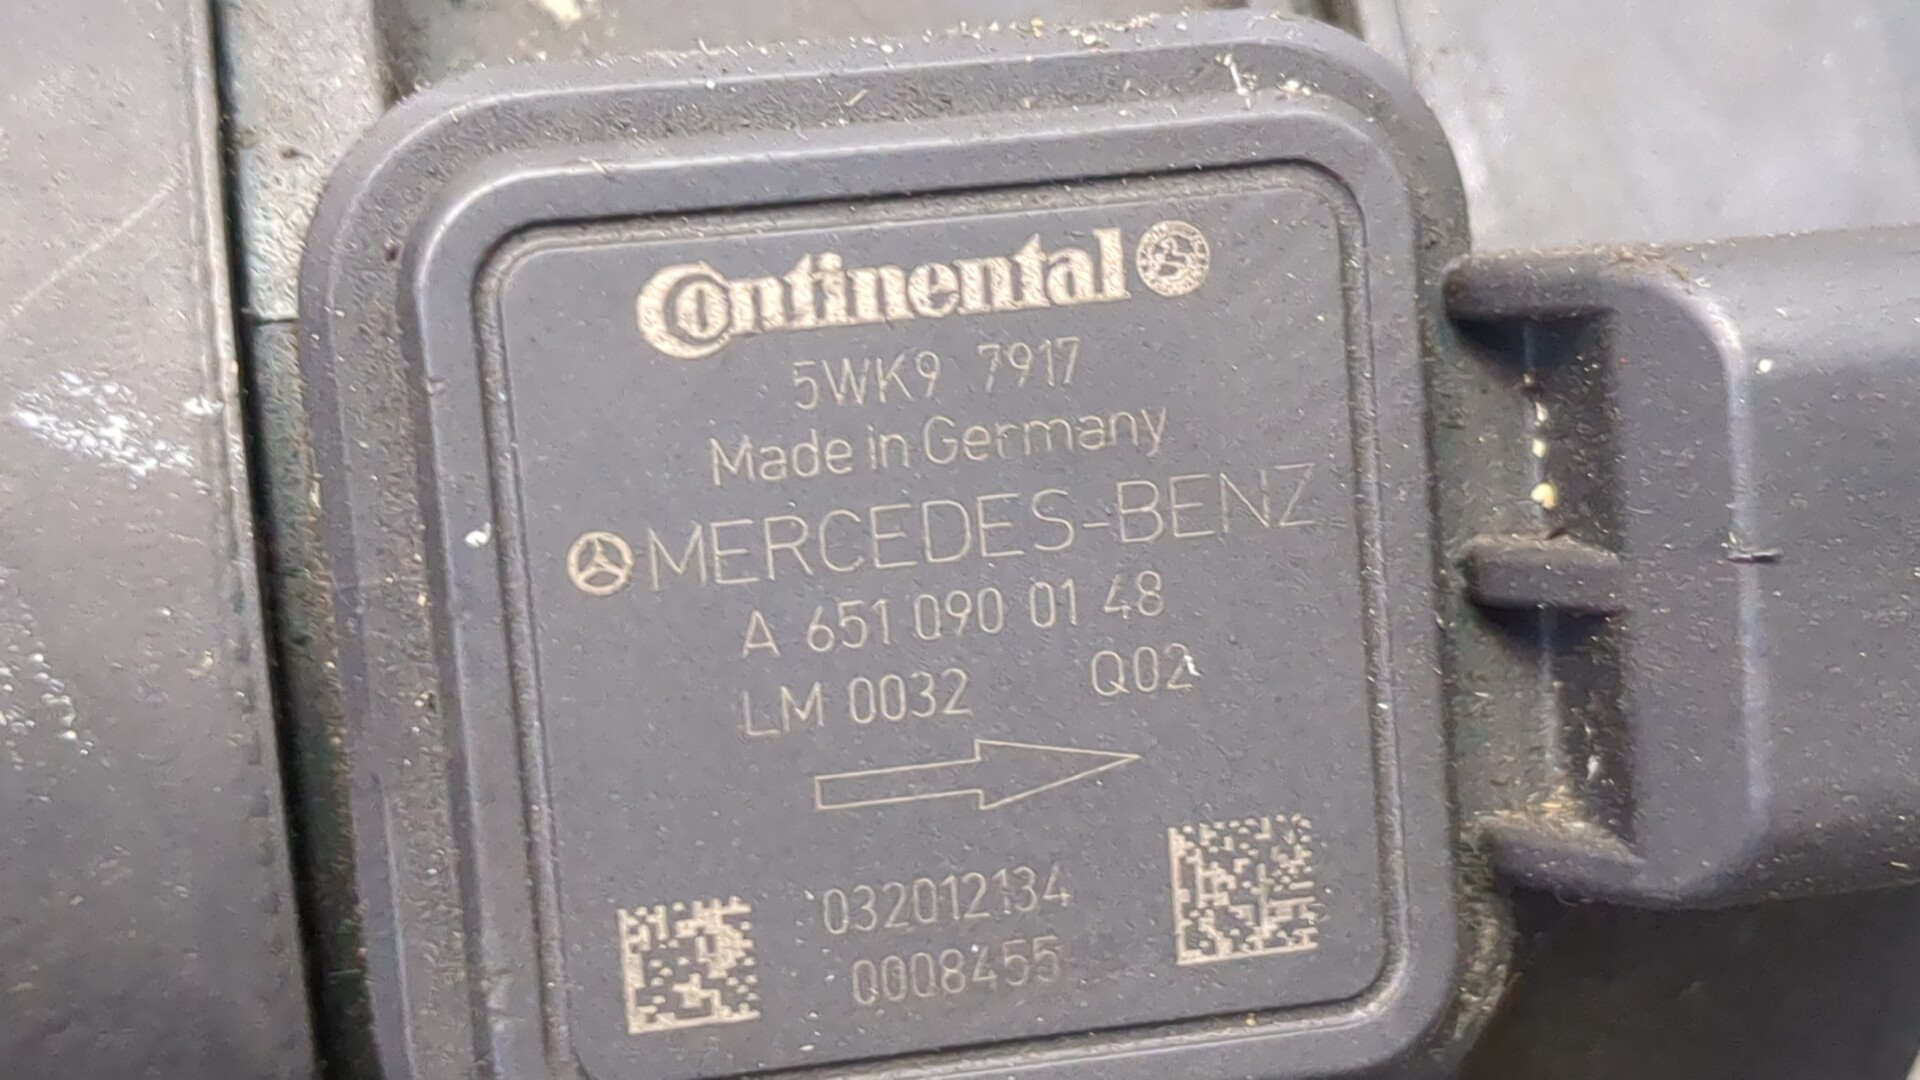 Continental
5WK9 7917
Made in Germany
MERCEDES-BENZ
A 651 090 01 48
LM 0032 Q02
032012134
0008455